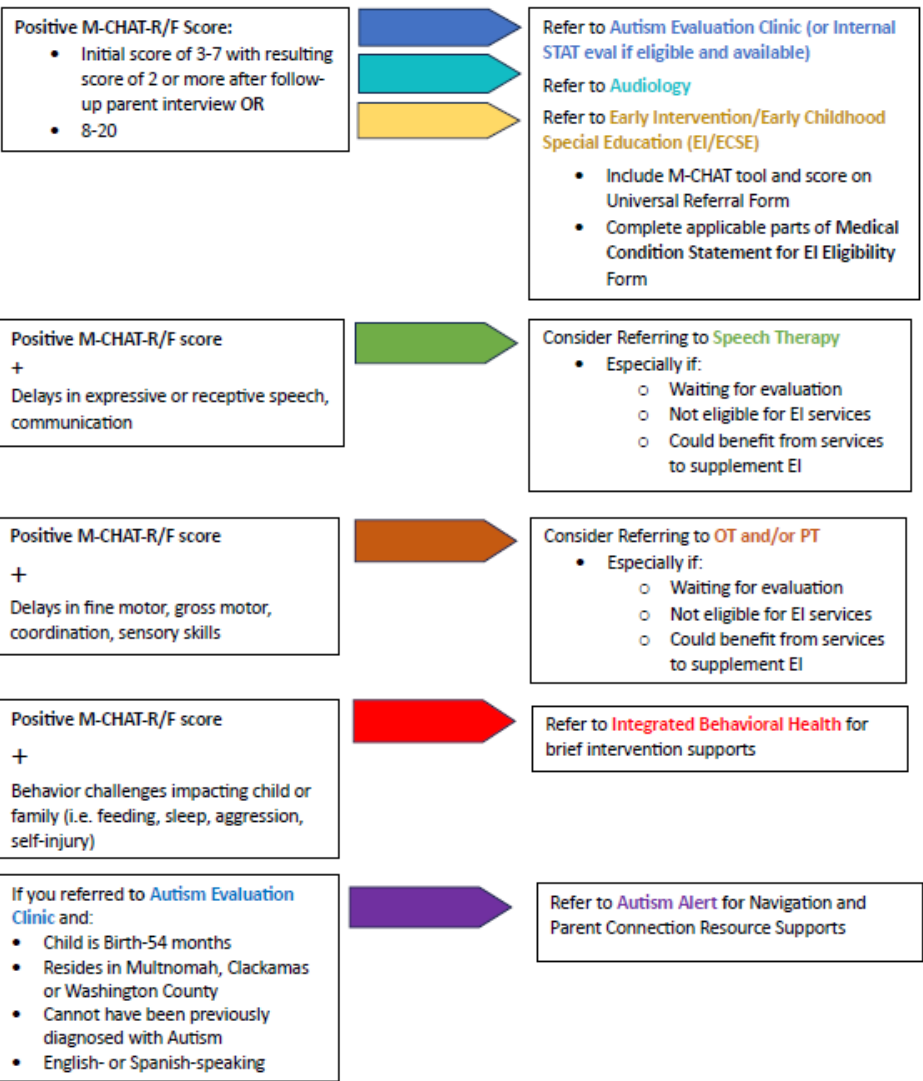 Positive M-CHAT-R/F Score:
• Initial score of 3-7 with resulting
score of 2 or more after follow-
up parent interview OR
• 8-20
Refer to Autism Evaluation Clinic (or Internal
STAT eval if eligible and available)
Refer to Audiology
Refer to Early Intervention/Early Childhood
Special Education (EI/ECSE)
• Include M-CHAT tool and score on
Universal Referral Form
• Complete applicable parts of Medical
Condition Statement for EI Eligibility
Form
Positive M-CHAT-R/F score
+
Delays in expressive or receptive speech,
communication
Consider Referring to Speech Therapy
• Especially if:
o Waiting for evaluation
o Not eligible for EI services
o Could benefit from services
to supplement EI
Positive M-CHAT-R/F score
+
Delays in fine motor, gross motor,
coordination, sensory skills
Consider Referring to OT and/or PT
• Especially if:
o Waiting for evaluation
o Not eligible for EI services
o Could benefit from services
to supplement EI
Positive M-CHAT-R/F score
+
Behavior challenges impacting child or
family (i.e. feeding, sleep, aggression,
self-injury)
Refer to Integrated Behavioral Health for
brief intervention supports
If you referred to Autism Evaluation
Clinic and:
• Child is Birth-54 months
• Resides in Multnomah, Clackamas
or Washington County
• Cannot have been previously
diagnosed with Autism
• English- or Spanish-speaking
Refer to Autism Alert for Navigation and
Parent Connection Resource Supports